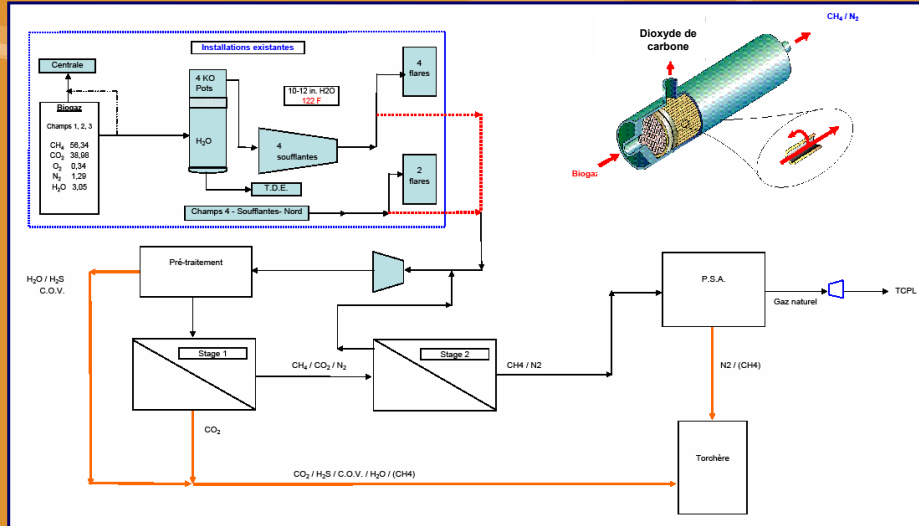 Installations existantes
Centrale
Biogaz
Champs 1, 2, 3
CH4 56,34
CO2 38,98
O2 0,34
N2 1,29
H2O 3,05
4 KO
Pots
H2O
10-12 in. H2O
122 F
4
soufflantes
4
flares
2
flares
T.D.E.
Champs 4 - Soufflantes- Nord
Dioxyde de
carbone
CH4 / N2
Biogaz
H2O / H2S
C.O.V.
Pré-traitement
Stage 1
CH4 / CO2 / N2
Stage 2
CH4 / N2
P.S.A.
Gaz naturel
TCPL
N2 / (CH4)
CO2
CO2 / H2S / C.O.V. / H2O / (CH4)
Torchère